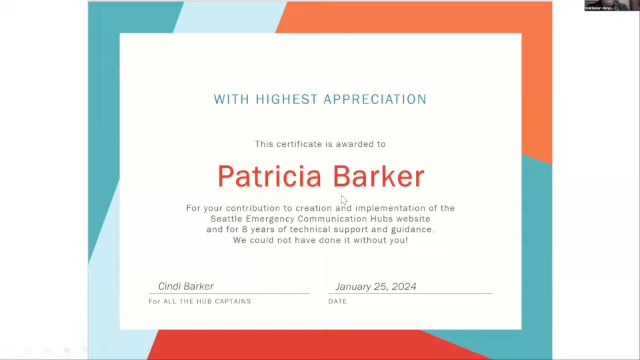 WITH HIGHEST APPRECIATION
This certificate is awarded to
Patricia Barker
For your contribution to creation and implementation of the
Seattle Emergency Communication Hubs website
and for 8 years of technical support and guidance.
We could not have done it without you!
Cindi Barker
January 25, 2024
For ALL THE HUB CAPTAINS
DATE